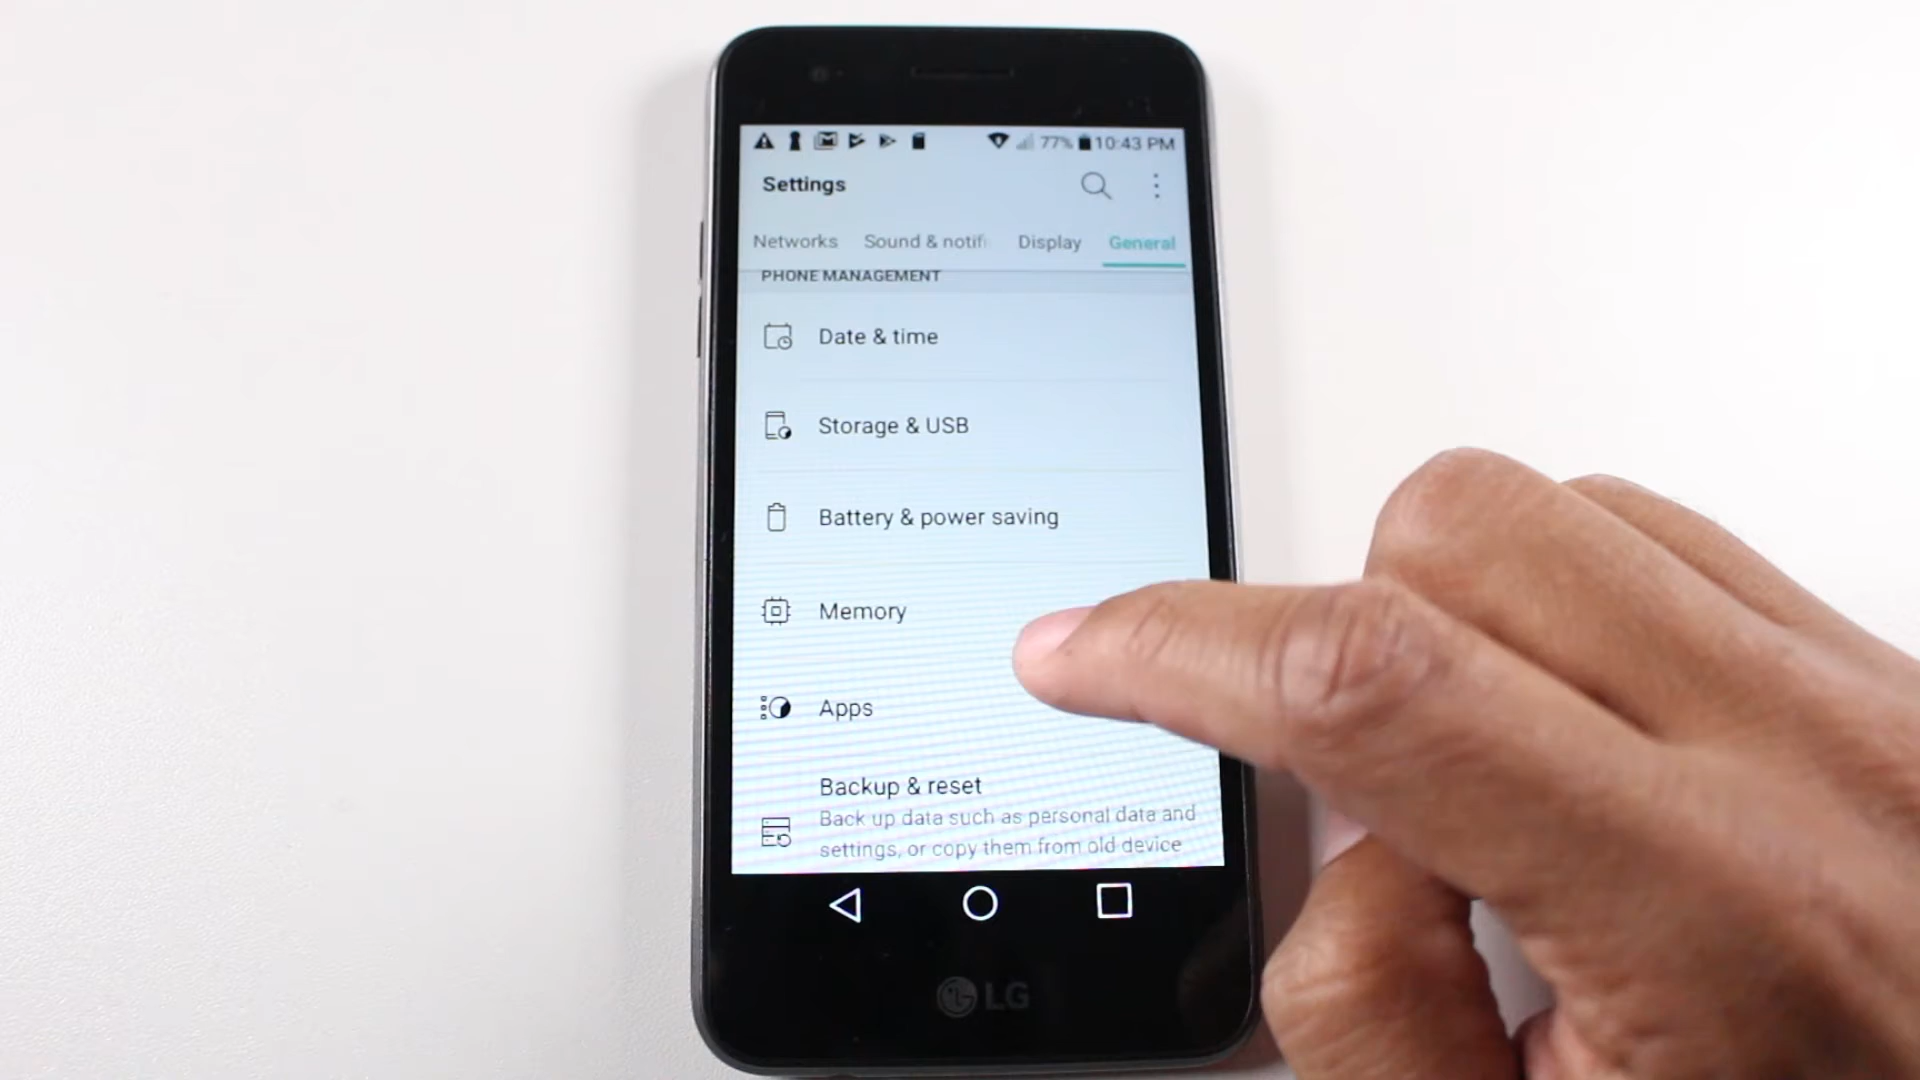 77% 10:43 PM
Settings
Networks Sound & notifi Display General
PHONE MANAGEMENT
Date & time
Storage & USB
Battery & power saving
Memory
Apps
Backup & reset
Back up data such as personal data and
settings, or copy them from old device
LG